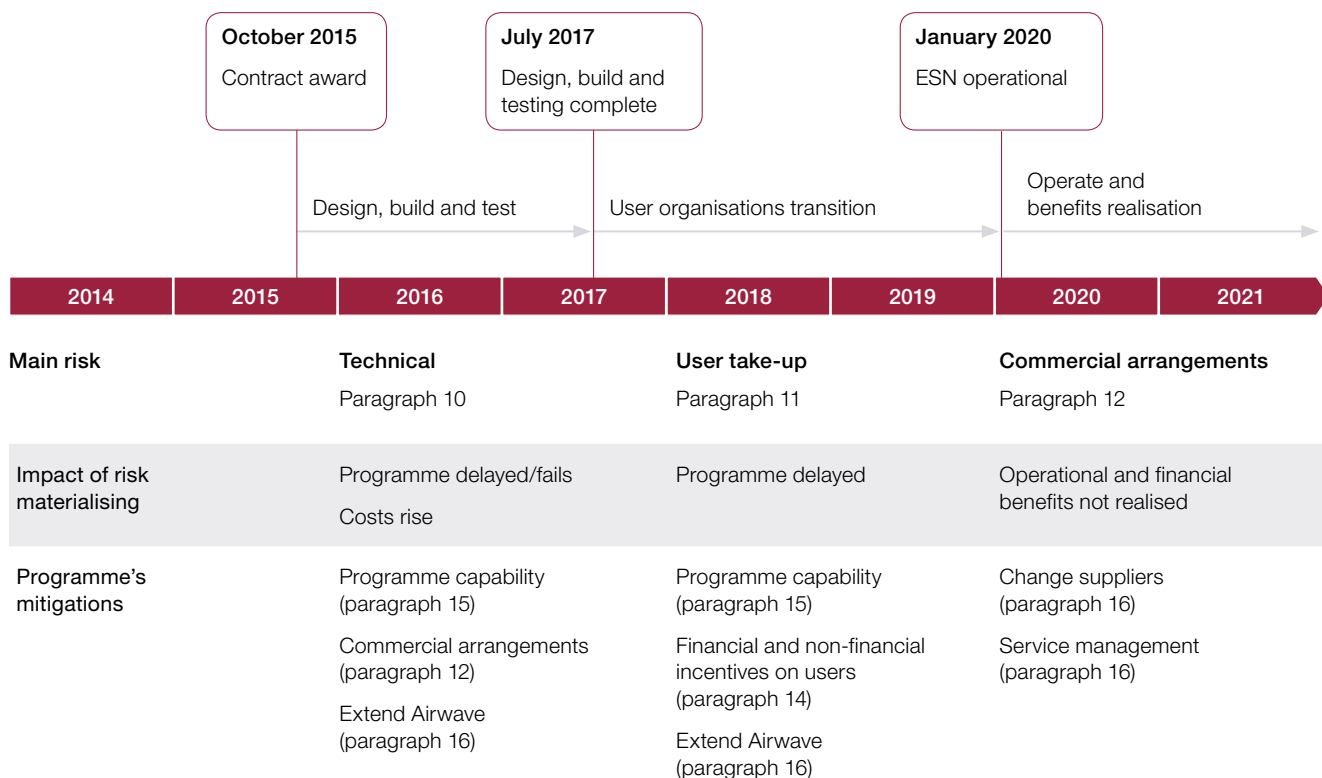 October 2015
Contract award
July 2017
Design, build and
testing complete
January 2020
ESN operational
Design, build and test
User organisations transition
Operate and
benefits realisation
2014
2015
2016
2017
2018
2019
2020
2021
Main risk
Technical
Paragraph 10
User take-up
Paragraph 11
Commercial arrangements
Paragraph 12
Impact of risk
materialising
Programme delayed/fails
Costs rise
Programme delayed
Operational and financial
benefits not realised
Programme's
mitigations
Programme capability
(paragraph 15)
Commercial arrangements
(paragraph 12)
Extend Airwave
(paragraph 16)
Programme capability
(paragraph 15)
Financial and non-financial
incentives on users
(paragraph 14)
Extend Airwave
(paragraph 16)
Change suppliers
(paragraph 16)
Service management
(paragraph 16)